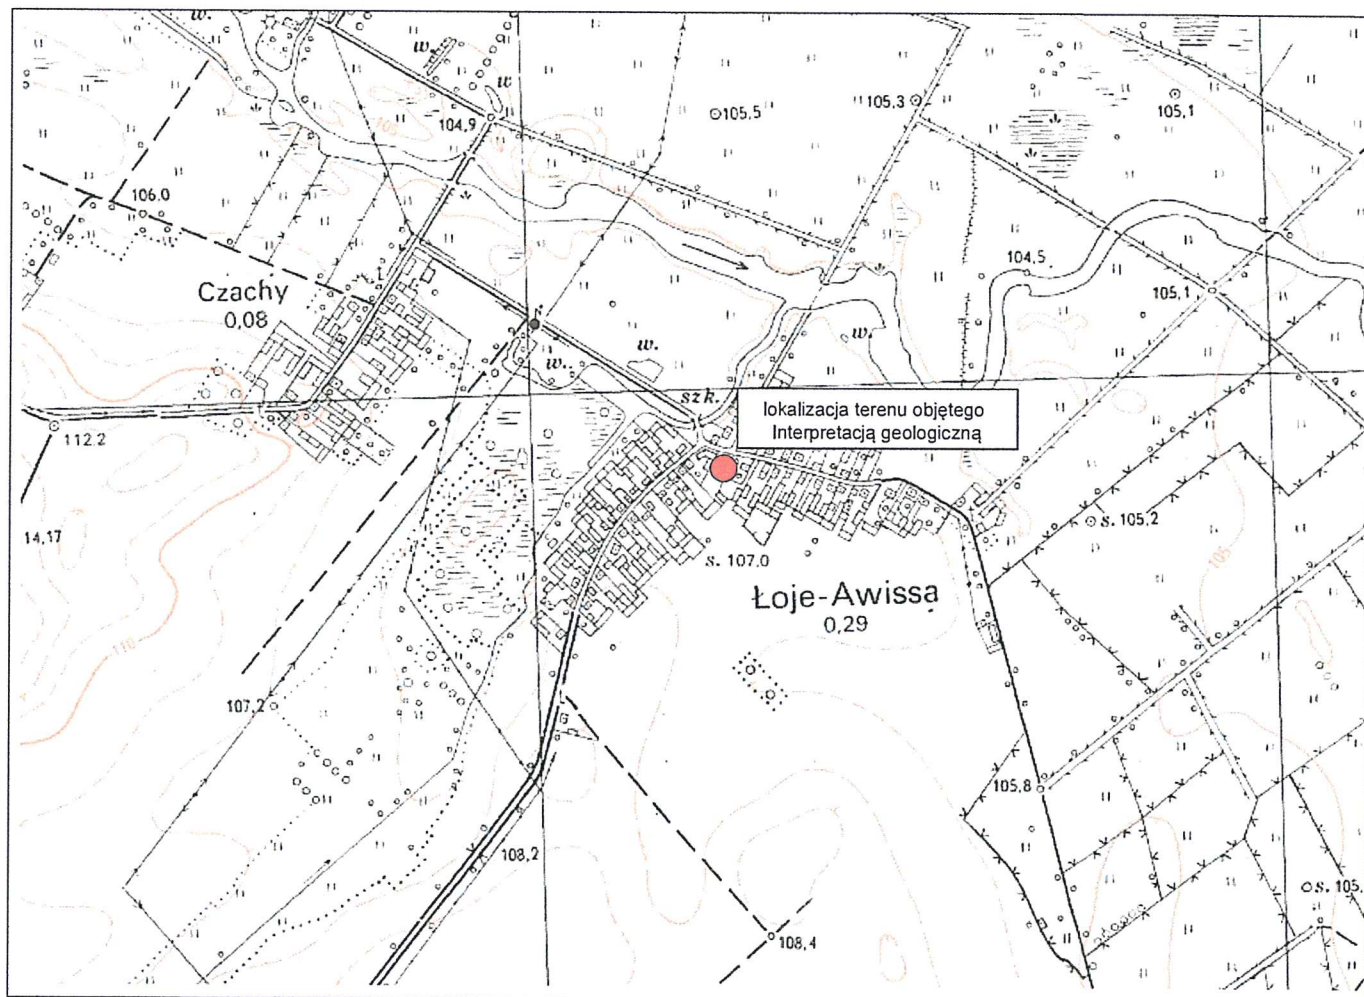 w.
w.
w
105
104,9
105,5
105,3
105,1
106,0
Czachy
0,08
104,5
105,1
w.
w.
w.
szk.
lokalizacja terenu objętego
Interpretacją geologiczną
112,2
14,17
s. 105,2
s. 107.0
Łoje-Awissa
0,29
105
110
107,2
105,8
108,2
s. 105,
108,4